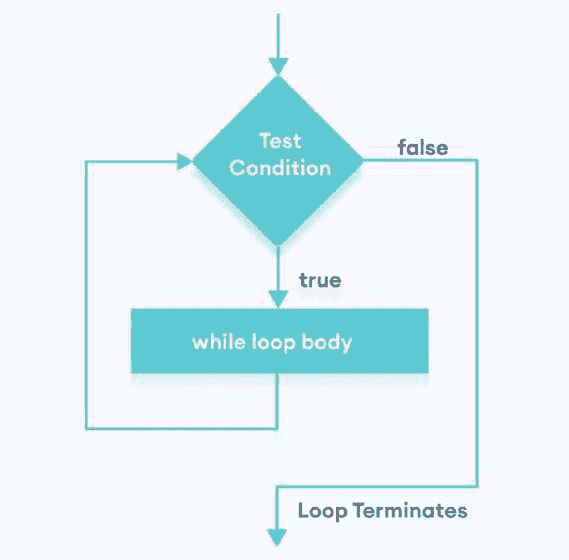 Test
Condition
false
true
while loop body
Loop Terminates